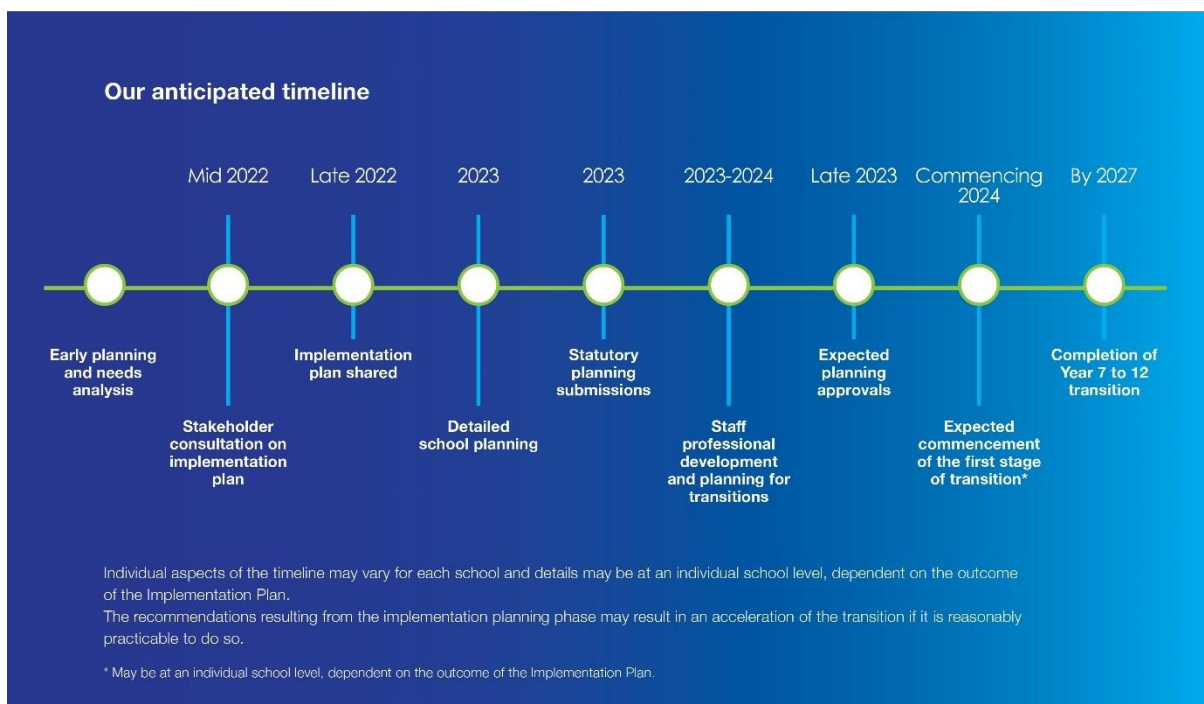 Our anticipated timeline
Mid 2022
Late 2022
2023
2023
2023-2024
Late 2023
Commencing
2024
By 2027
Early planning
and needs
analysis
Stakeholder
consultation on
implementation
plan
Implementation
plan shared
Detailed
school planning
Statutory
planning
submissions
Staff
professional
development
and planning for
transitions
Expected
planning
approvals
Expected
commencement
of the first stage
of transition*
Completion of
Year 7 to 12
transition
Individual aspects of the timeline may vary for each school and details may be at an individual school level, dependent on the outcome
of the Implementation Plan.
The recommendations resulting from the implementation planning phase may result in an acceleration of the transition if it is reasonably
practicable to do so.
* May be at an individual school level, dependent on the outcome of the Implementation Plan.